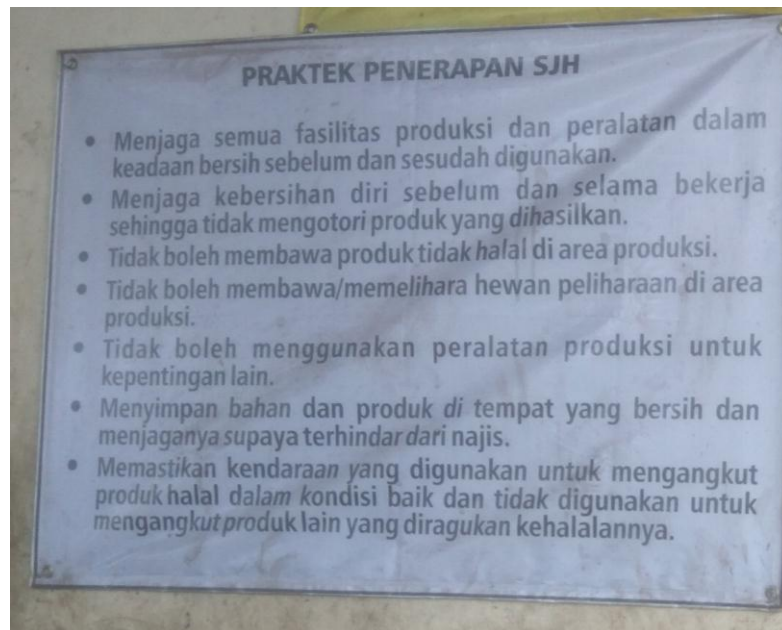 PRAKTEK PENERAPAN SJH
• Menjaga semua fasilitas produksi dan peralatan dalam
keadaan bersih sebelum dan sesudah digunakan.
• Menjaga kebersihan diri sebelum dan selama bekerja
sehingga tidak mengotori produk yang dihasilkan.
• Tidak boleh membawa produk tidak halal di area produksi.
• Tidak boleh membawa/memelihara hewan peliharaan di area
produksi.
• Tidak boleh menggunakan peralatan produksi untuk
kepentingan lain.
• Menyimpan bahan dan produk di tempat yang bersih dan
menjaganya supaya terhindar dari najis.
• Memastikan kendaraan yang digunakan untuk mengangkut
produk halal dalam kondisi baik dan tidak digunakan untuk
mengangkut produk lain yang diragukan kehalalannya.